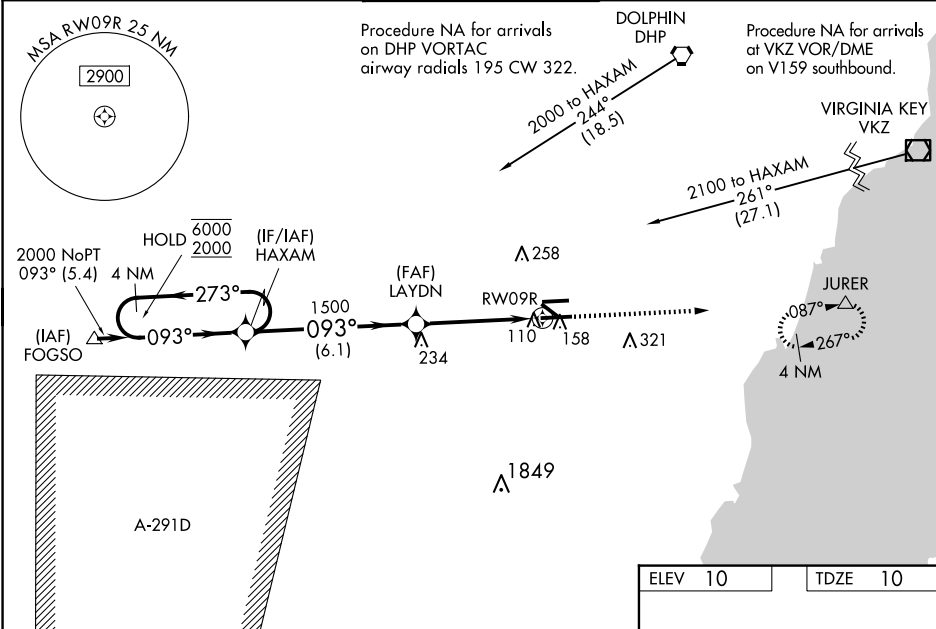 MSA RW09R 25 NM
2900
Procedure NA for arrivals
on DHP VORTAC
airway radials 195 CW 322.
DOLPHIN
DHP
2000 to HAXAM
244°
(18.5)
Procedure NA for arrivals
at VKZ VOR/DME
on V159 southbound.
VIRGINIA KEY
VKZ
2100 to HAXAM
261°
(27.1)
2000 NoPT
093° (5.4)
4 NM
HOLD
6000
2000
(IF/IAF)
HAXAM
273°
093°
(IAF)
FOGSO
1500
093°
(6.1)
(FAF)
LAYDN
234
258
RW09R
110
158
321
JURER
087°
267°
4 NM
1849
A-291D
ELEV 10
TDZE 10